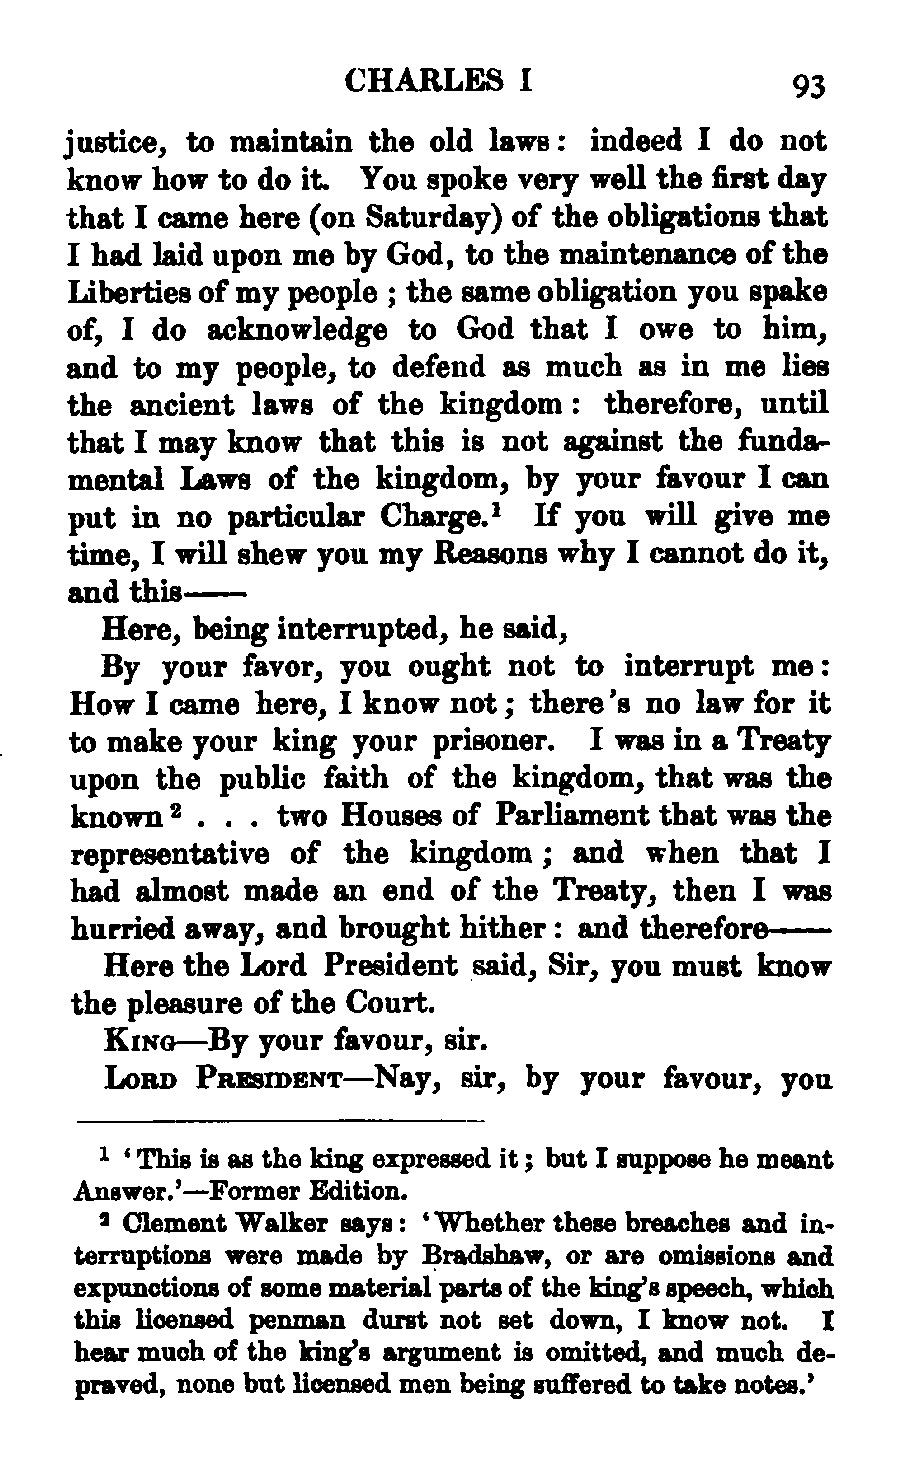 CHARLES I 93
justice, to maintain the old laws: indeed I do not
know how to do it. You spoke very well the first day
that I came here (on Saturday) of the obligations that
I had laid upon me by God, to the maintenance of the
Liberties of my people ; the same obligation you spake
of, I do acknowledge to God that I owe to him,
and to my people, to defend as much as in me lies
the ancient laws of the kingdom : therefore, until
that I may know that this is not against the funda-
mental Laws of the kingdom, by your favour I can
put in no particular Charge.¹ If you will give me
time, I will shew you my Reasons why I cannot do it,
and this——
Here, being interrupted, he said,
By your favor, you ought not to interrupt me :
How I came here, I know not ; there's no law for it
to make your king your prisoner. I was in a Treaty
upon the public faith of the kingdom, that was the
known ² . . . two Houses of Parliament that was the
representative of the kingdom ; and when that I
had almost made an end of the Treaty, then I was
hurried away, and brought hither : and therefore——
Here the Lord President said, Sir, you must know
the pleasure of the Court.
KING—By your favour, sir.
LORD PRESIDENT—Nay, sir, by your favour, you
¹ 'This is as the king expressed it ; but I suppose he meant
Answer.'—Former Edition.
² Clement Walker says : 'Whether these breaches and in-
terruptions were made by Bradshaw, or are omissions and
expunctions of some material parts of the king's speech, which
this licensed penman durst not set down, I know not. I
hear much of the king's argument is omitted, and much de-
praved, none but licensed men being suffered to take notes.'